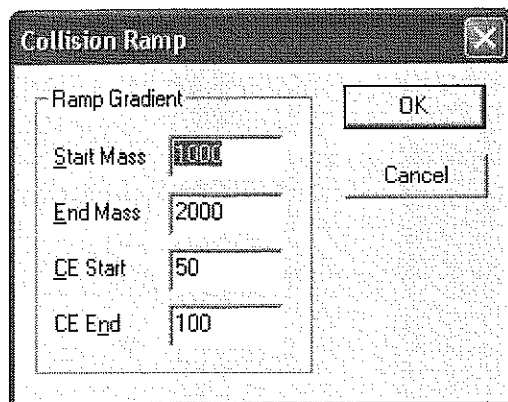 Collision Ramp
Ramp Gradient
Start Mass 1000
End Mass 2000
CE Start 50
CE End 100
OK
Cancel